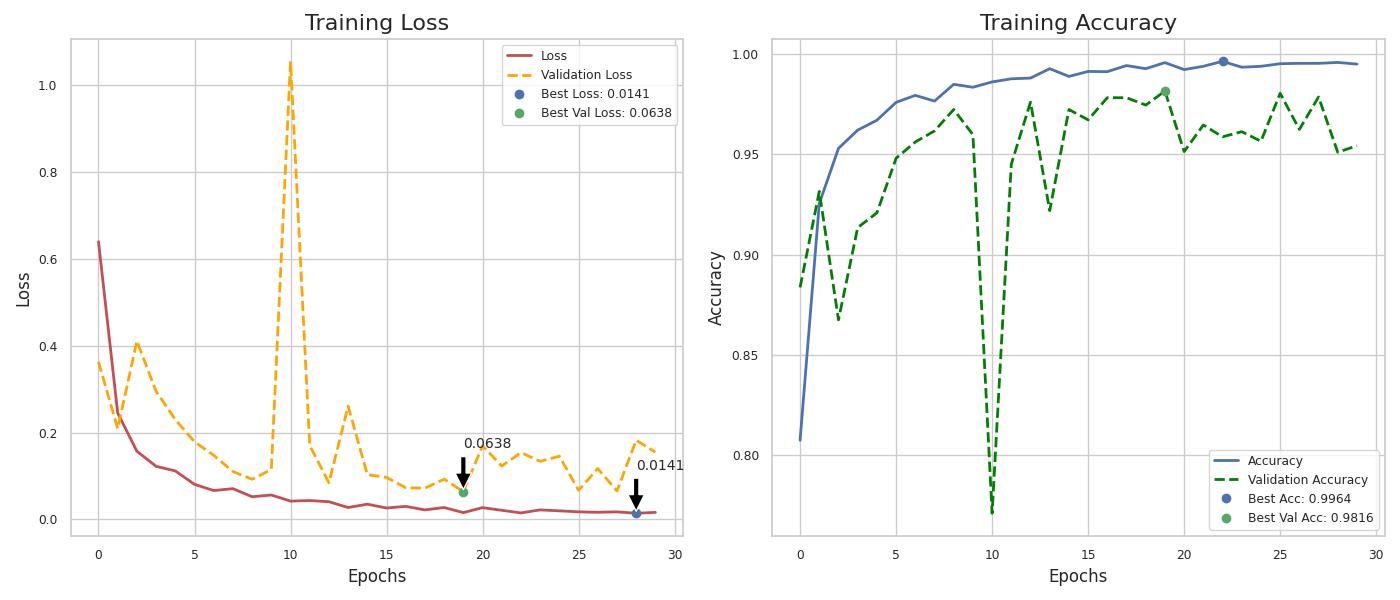 Training Loss
Loss
Validation Loss
Best Loss: 0.0141
Best Val Loss: 0.0638
1.0
0.8
0.6
0.4
0.2
0.0
Loss
0.0638
0.0141
0
5
10
15
20
25
30
Epochs
Training Accuracy
1.00
0.95
0.90
0.85
0.80
Accuracy
Accuracy
Validation Accuracy
Best Acc: 0.9964
Best Val Acc: 0.9816
0
5
10
15
20
25
30
Epochs